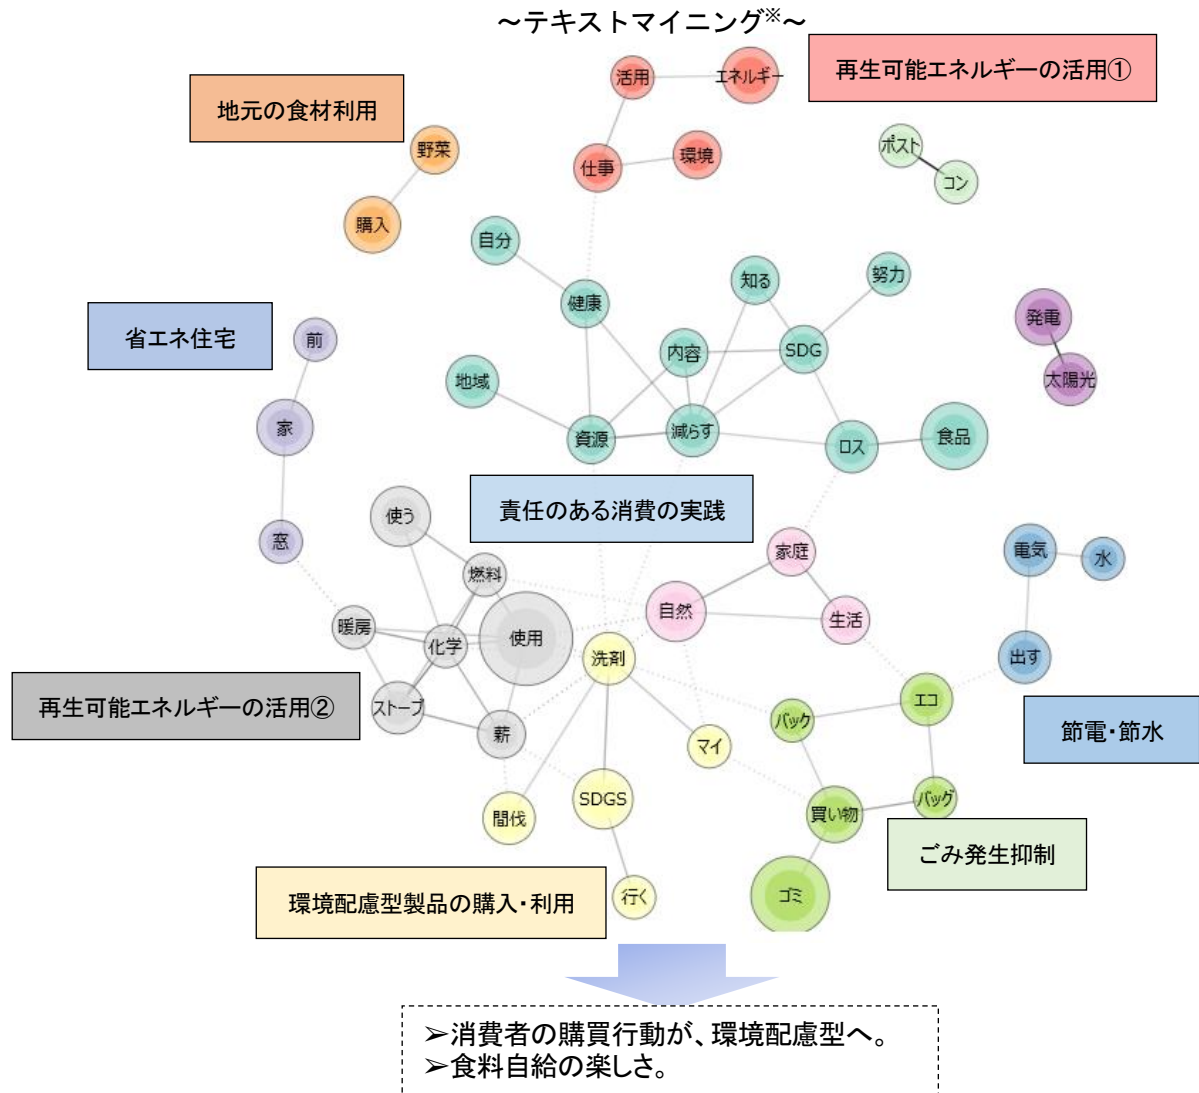 ～テキストマイニング※～
活用
エネルギー
再生可能エネルギーの活用①
地元の食材利用
野菜
仕事
環境
ポスト
コン
購入
自分
知る
努力
健康
発電
省エネ住宅
前
内容
SDG
太陽光
地域
家
資源
減らす
ロス
食品
責任のある消費の実践
使う
窓
家庭
電気
水
燃料
自然
生活
暖房
化学
使用
洗剤
出す
再生可能エネルギーの活用②
ストーブ
薪
パック
エコ
節電・節水
マイ
間伐
SDGS
買い物
バッグ
ごみ発生抑制
環境配慮型製品の購入・利用
行く
ゴミ
➢消費者の購買行動が、環境配慮型へ。
➢食料自給の楽しさ。